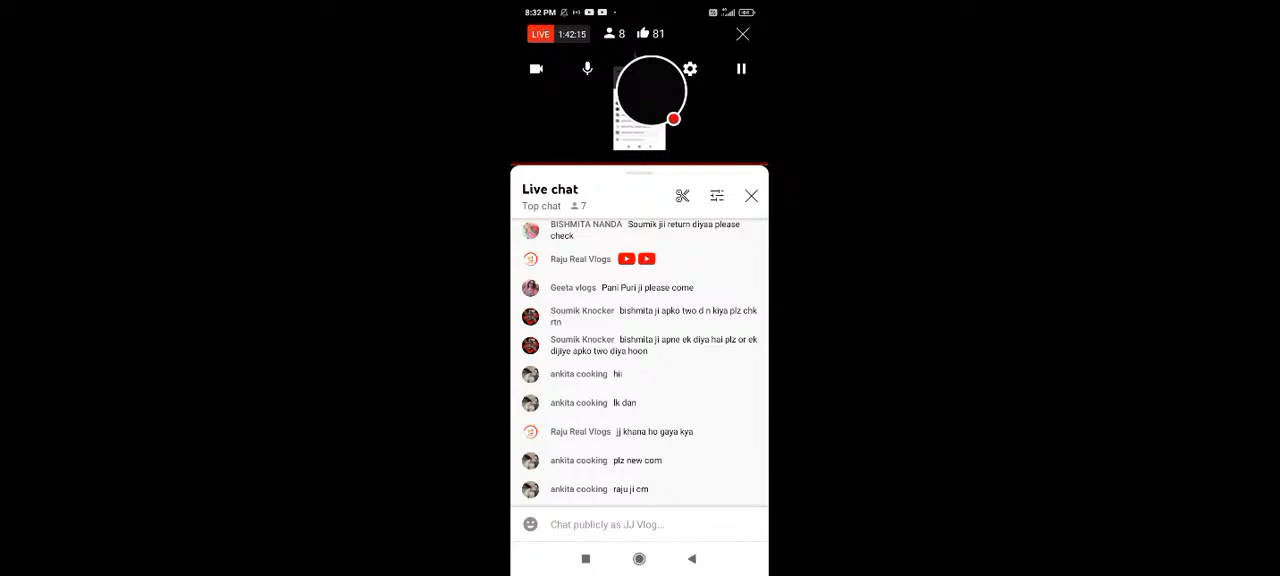 8:32 PM
LIVE 1:42:15 8 81
Live chat
Top chat 7
BISHMITA NANDA Soumik jii return diyaa please
check
Raju Real Vlogs
Geeta vlogs Pani Puri ji please come
Soumik Knocker bishmita ji apko two d n kiya plz chk
rtn
Soumik Knocker bishmita ji apne ek diya hai plz or ek
dijiye apko two diya hoon
ankita cooking hii
ankita cooking lk dan
Raju Real Vlogs jj khana ho gaya kya
ankita cooking plz new com
ankita cooking raju ji cm
Chat publicly as JJ Vlog...